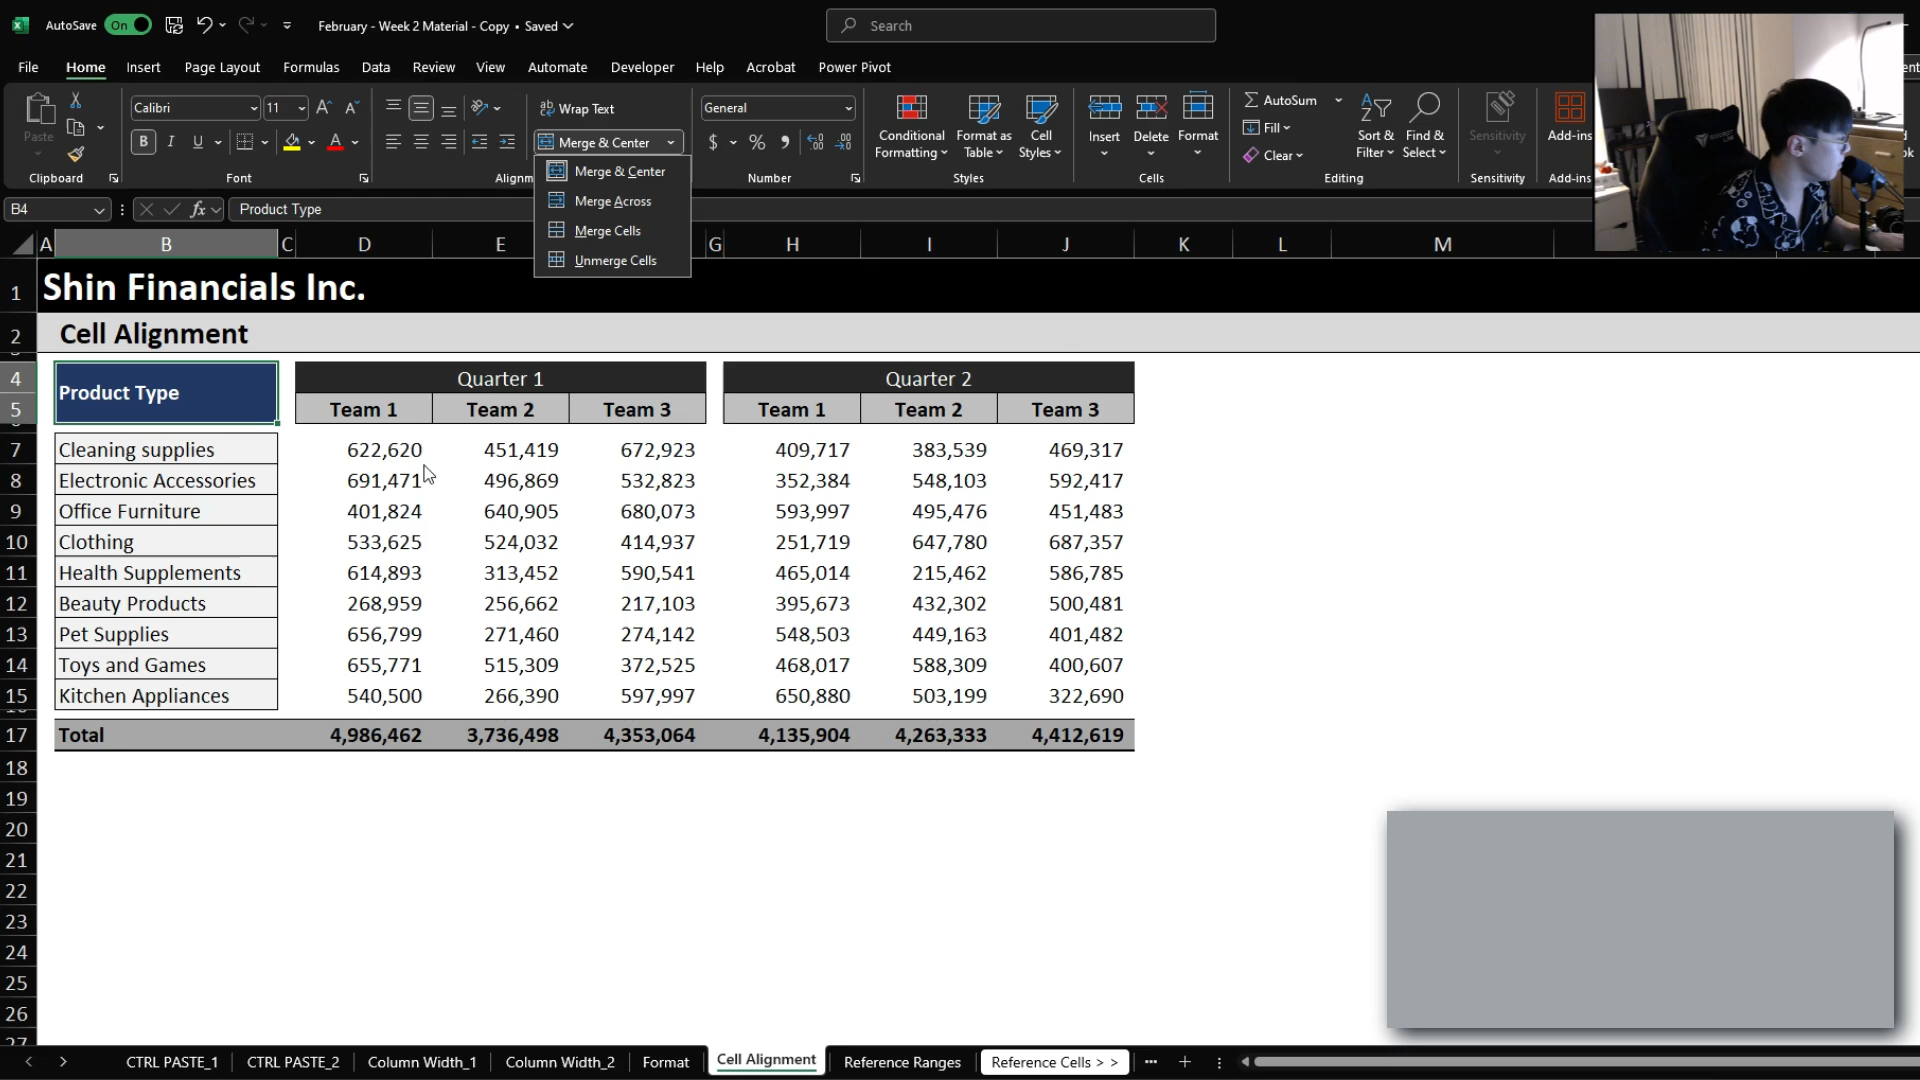 AutoSave On February - Week 2 Material - Copy • Saved Search
File Home Insert Page Layout Formulas Data Review View Automate Developer Help Acrobat Power Pivot
Paste Calibri 11 Wrap Text General Conditional Formatting Format as Table Cell Styles Insert Delete Format AutoSum Fill Clear Sort & Filter Find & Select Sensitivity Add-ins
B I U Merge & Center $ %
Clipboard Font Alignm Number Styles Cells Editing Sensitivity Add-ins
Merge & Center
Merge Across
Merge Cells
Unmerge Cells
B4 fx Product Type
A B C D E G H I J K L M
1 Shin Financials Inc.
2 Cell Alignment
4 Product Type Quarter 1 Quarter 2
5 Team 1 Team 2 Team 3 Team 1 Team 2 Team 3
7 Cleaning supplies 622,620 451,419 672,923 409,717 383,539 469,317
8 Electronic Accessories 691,471 496,869 532,823 352,384 548,103 592,417
9 Office Furniture 401,824 640,905 680,073 593,997 495,476 451,483
10 Clothing 533,625 524,032 414,937 251,719 647,780 687,357
11 Health Supplements 614,893 313,452 590,541 465,014 215,462 586,785
12 Beauty Products 268,959 256,662 217,103 395,673 432,302 500,481
13 Pet Supplies 656,799 271,460 274,142 548,503 449,163 401,482
14 Toys and Games 655,771 515,309 372,525 468,017 588,309 400,607
15 Kitchen Appliances 540,500 266,390 597,997 650,880 503,199 322,690
17 Total 4,986,462 3,736,498 4,353,064 4,135,904 4,263,333 4,412,619
18
19
20
21
22
23
24
25
26
27
CTRL PASTE_1 CTRL PASTE_2 Column Width_1 Column Width_2 Format Cell Alignment Reference Ranges Reference Cells > >